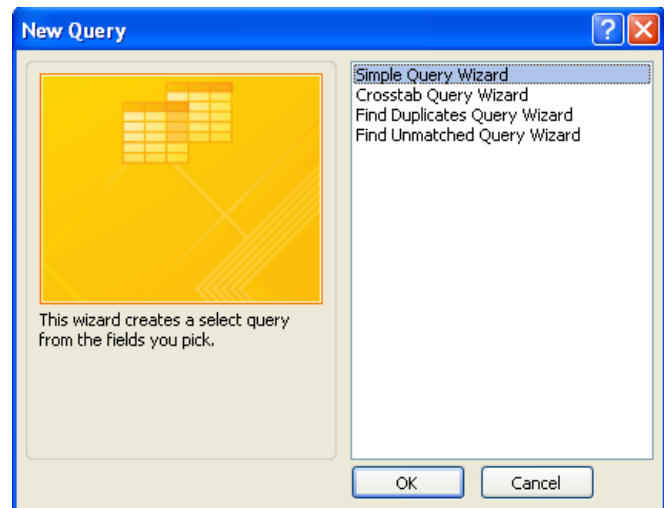 New Query
Simple Query Wizard
Crosstab Query Wizard
Find Duplicates Query Wizard
Find Unmatched Query Wizard
This wizard creates a select query
from the fields you pick.
OK
Cancel